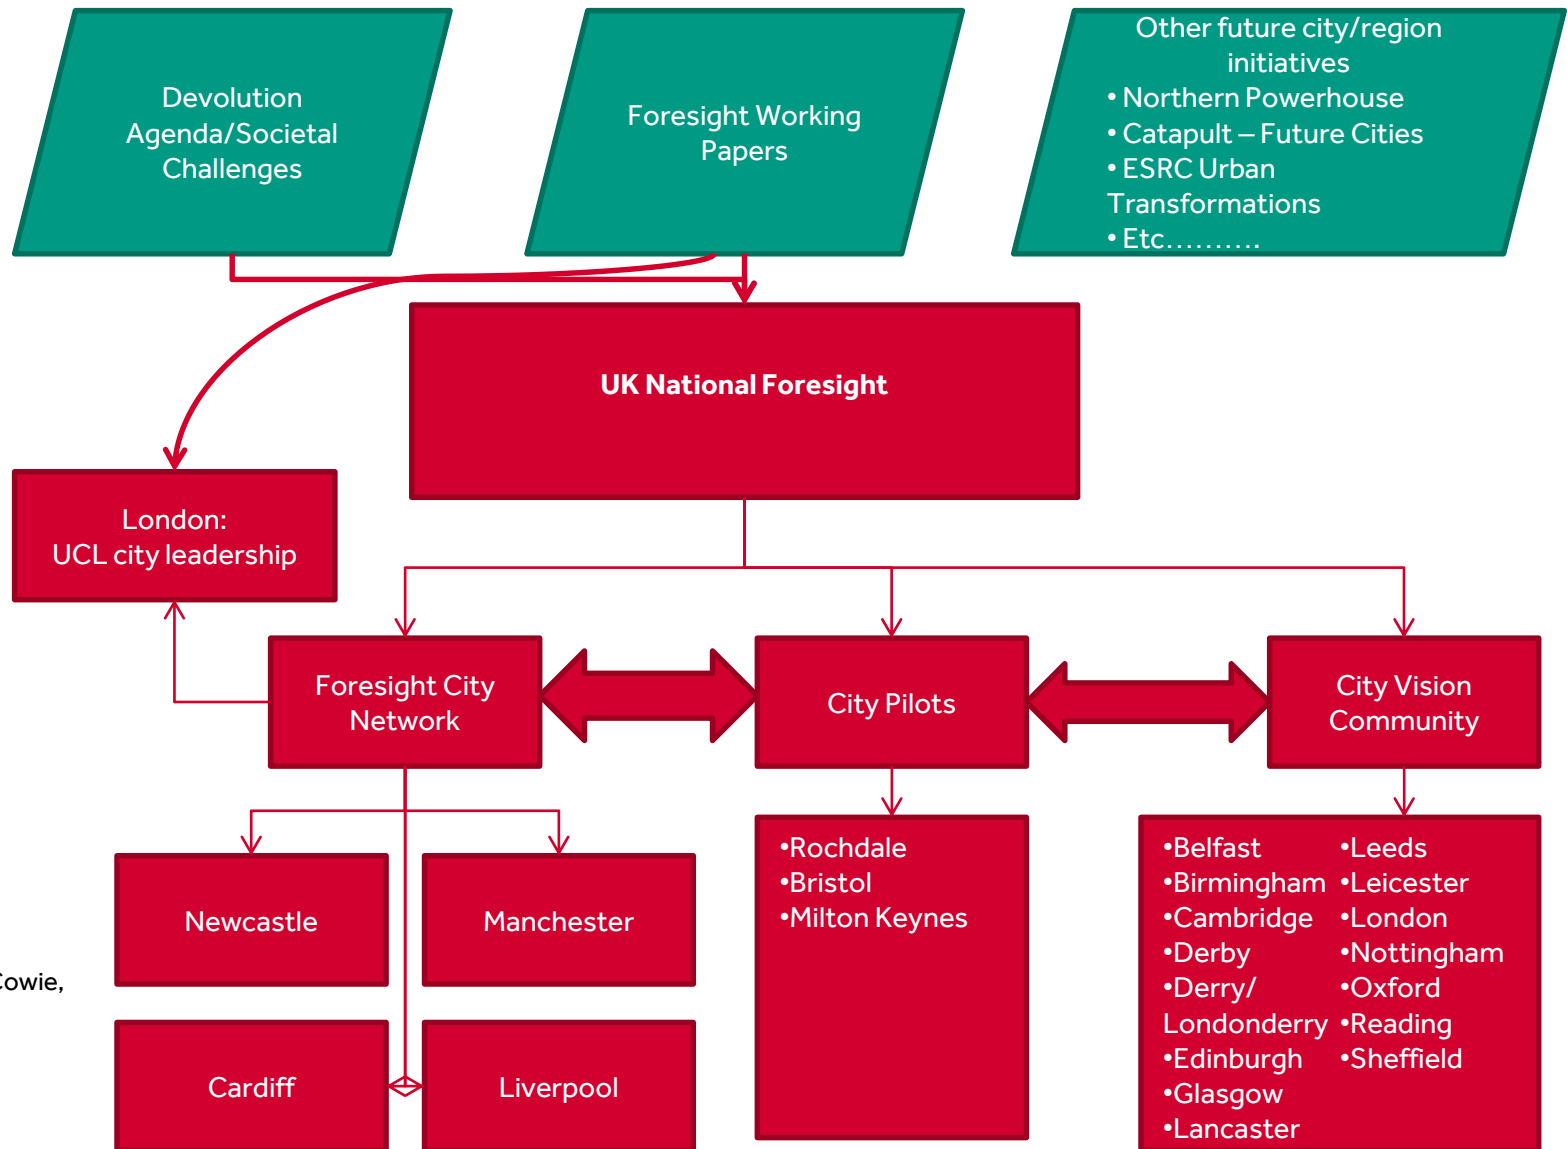 Devolution
Agenda/Societal
Challenges
Foresight Working
Papers
Other future city/region
initiatives
• Northern Powerhouse
• Catapult – Future Cities
• ESRC Urban
Transformations
• Etc……….
UK National Foresight
London:
UCL city leadership
Foresight City
Network
City Pilots
City Vision
Community
Newcastle
Manchester
Cardiff
Liverpool
•Rochdale
•Bristol
•Milton Keynes
•Belfast
•Birmingham
•Cambridge
•Derby
•Derry/
Londonderry
•Edinburgh
•Glasgow
•Lancaster
•Leeds
•Leicester
•London
•Nottingham
•Oxford
•Reading
•Sheffield
Cowie,